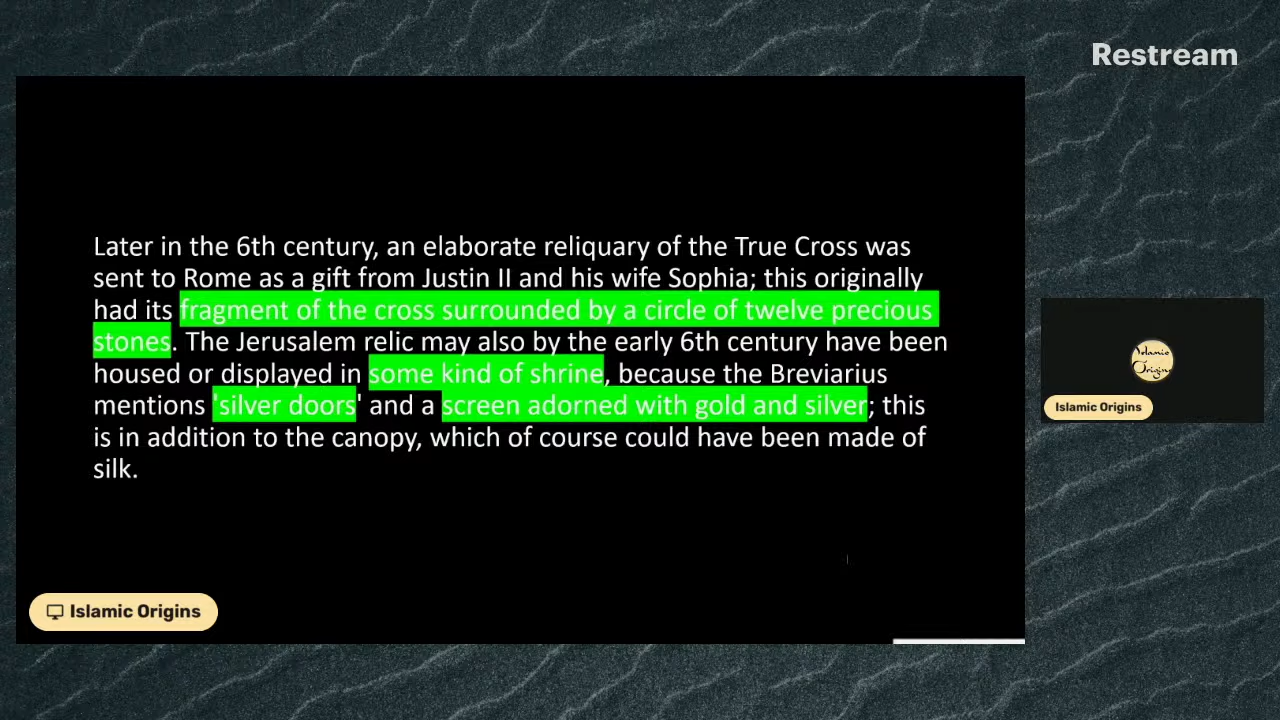 Restream
Later in the 6th century, an elaborate reliquary of the True Cross was
sent to Rome as a gift from Justin II and his wife Sophia; this originally
had its fragment of the cross surrounded by a circle of twelve precious
stones. The Jerusalem relic may also by the early 6th century have been
housed or displayed in some kind of shrine, because the Breviarius
mentions 'silver doors' and a screen adorned with gold and silver; this
is in addition to the canopy, which of course could have been made of
silk.
Islamic Origins
Islamic
Origins
Islamic Origins